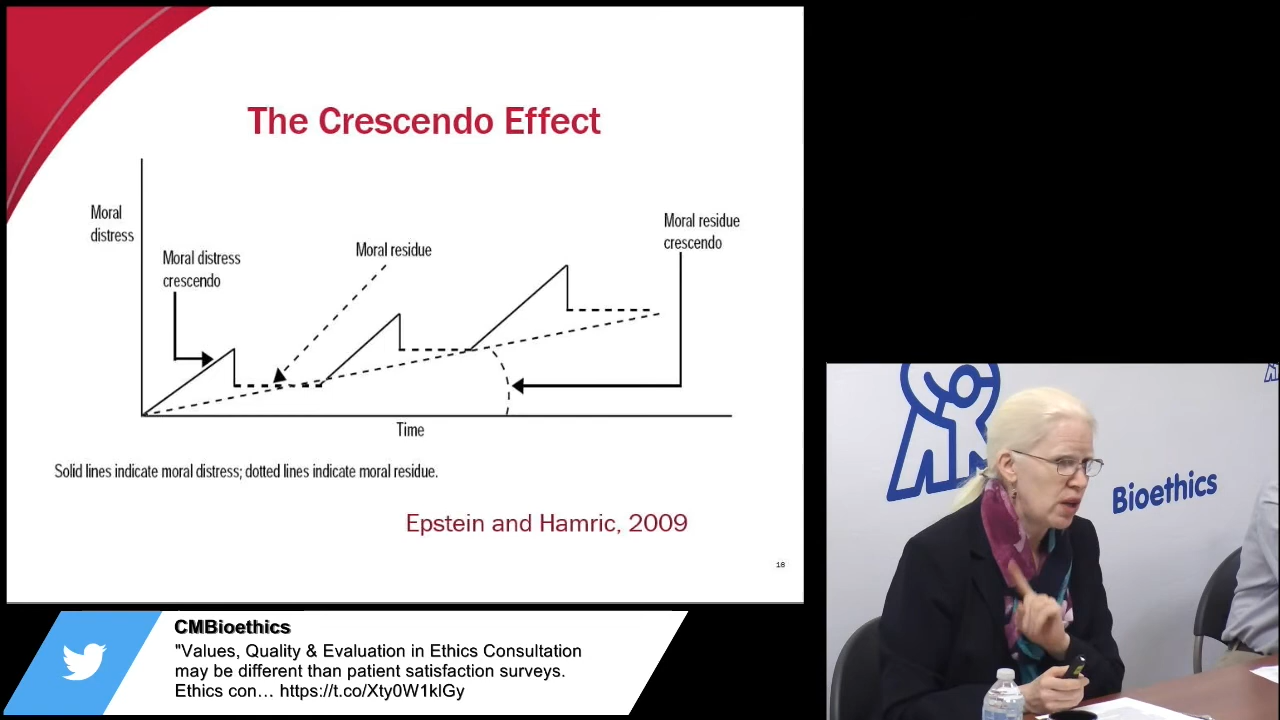 The Crescendo Effect
Moral
distress
Moral distress
crescendo
Moral residue
Moral residue
crescendo
Time
Solid lines indicate moral distress; dotted lines indicate moral residue.
Epstein and Hamric, 2009
18
CMBioethics
"Values, Quality & Evaluation in Ethics Consultation
may be different than patient satisfaction surveys.
Ethics con... https://t.co/Xty0W1klGy
Bioethics